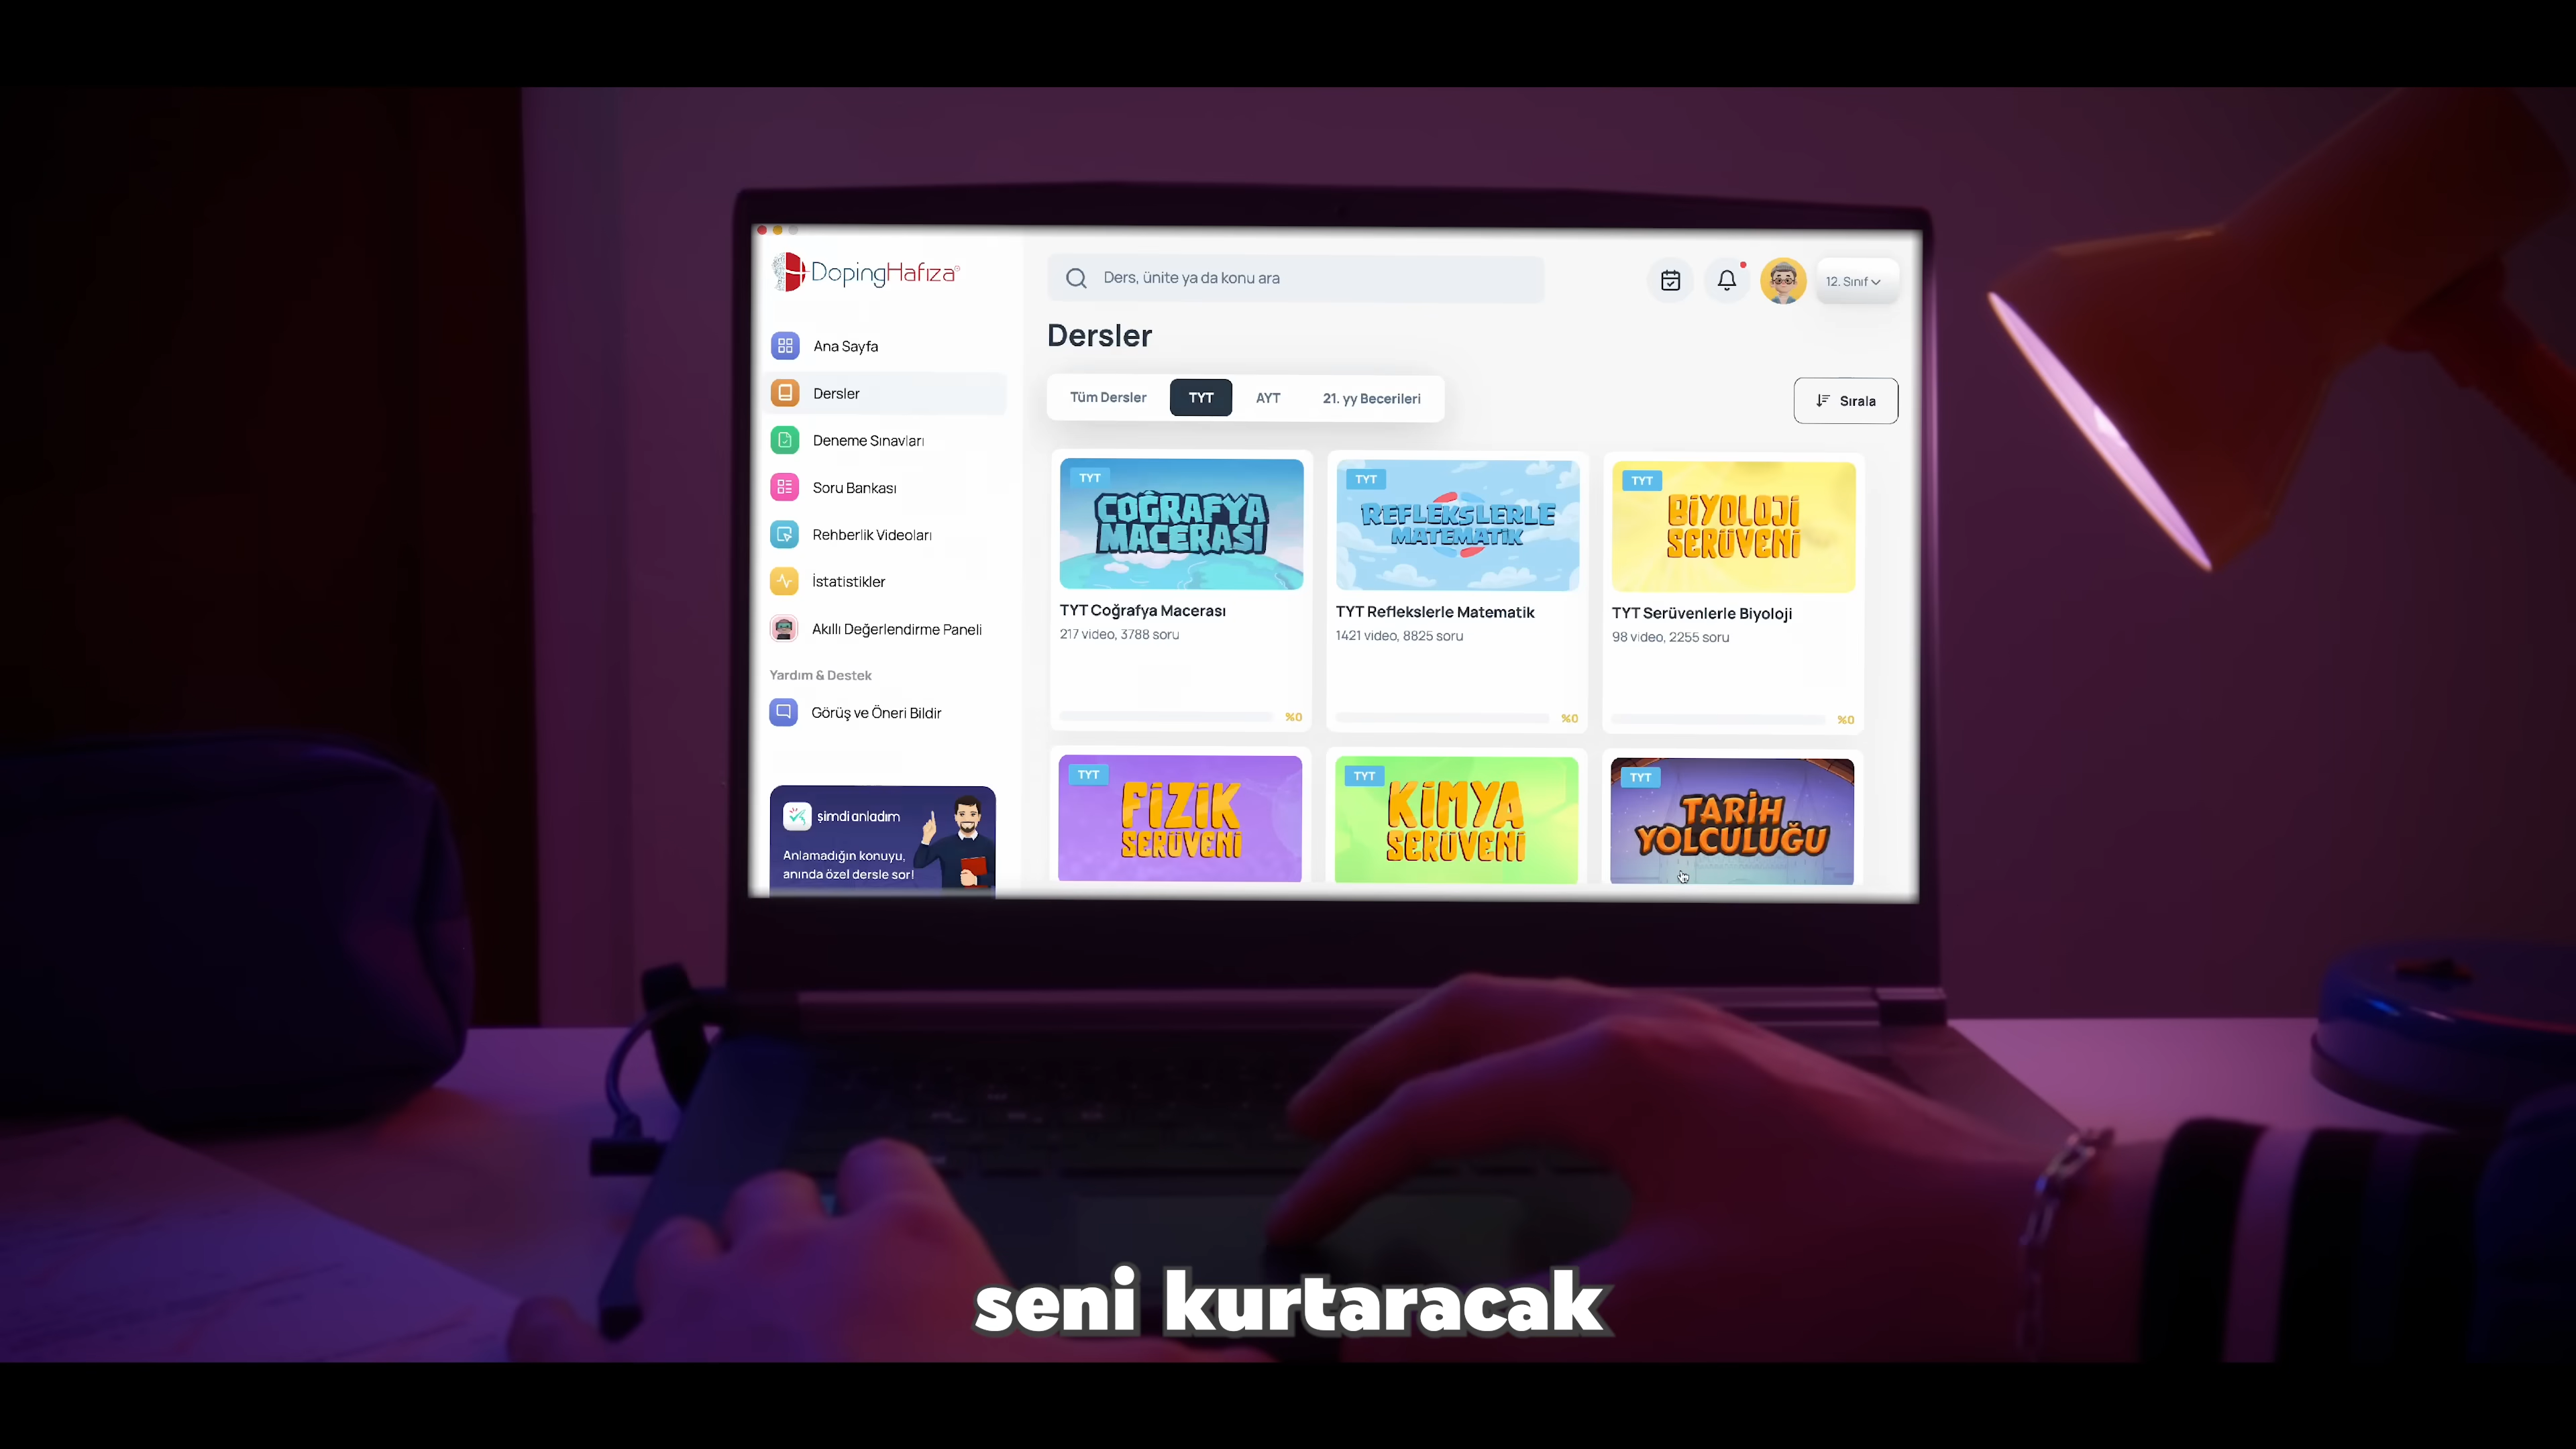 DopingHafıza
Ders, ünite ya da konu ara
12. Sınıf
Dersler
Ana Sayfa
Dersler
Deneme Sınavları
Soru Bankası
Rehberlik Videoları
İstatistikler
Akıllı Değerlendirme Paneli
Yardım & Destek
Görüş ve Öneri Bildir
şimdi anladım
Anlamadığın konuyu,
anında özel dersle sor!
Tüm Dersler TYT AYT 21. yy Becerileri
Sırala
TYT
COĞRAFYA
MACERASI
TYT Coğrafya Macerası
217 video, 3788 soru
%0
TYT
REFLEKSLERLE
MATEMATİK
TYT Reflekslerle Matematik
1421 video, 8825 soru
%0
TYT
BİYOLOJİ
SERÜVENİ
TYT Serüvenlerle Biyoloji
98 video, 2255 soru
%0
TYT
FİZİK
SERÜVENİ
TYT
KİMYA
SERÜVENİ
TYT
TARİH
YOLCULUĞU
seni kurtaracak